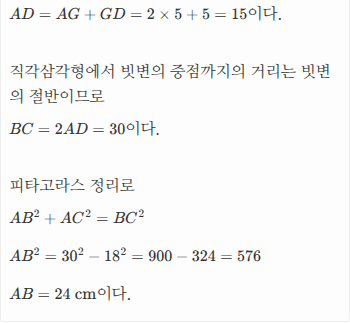 AD = AG + GD = 2 × 5 + 5 = 15이다.
직각삼각형에서 빗변의 중점까지의 거리는 빗변
의 절반이므로
BC = 2AD = 30이다.
피타고라스 정리로
AB² + AC² = BC²
AB² = 30² − 18² = 900 − 324 = 576
AB = 24 cm이다.